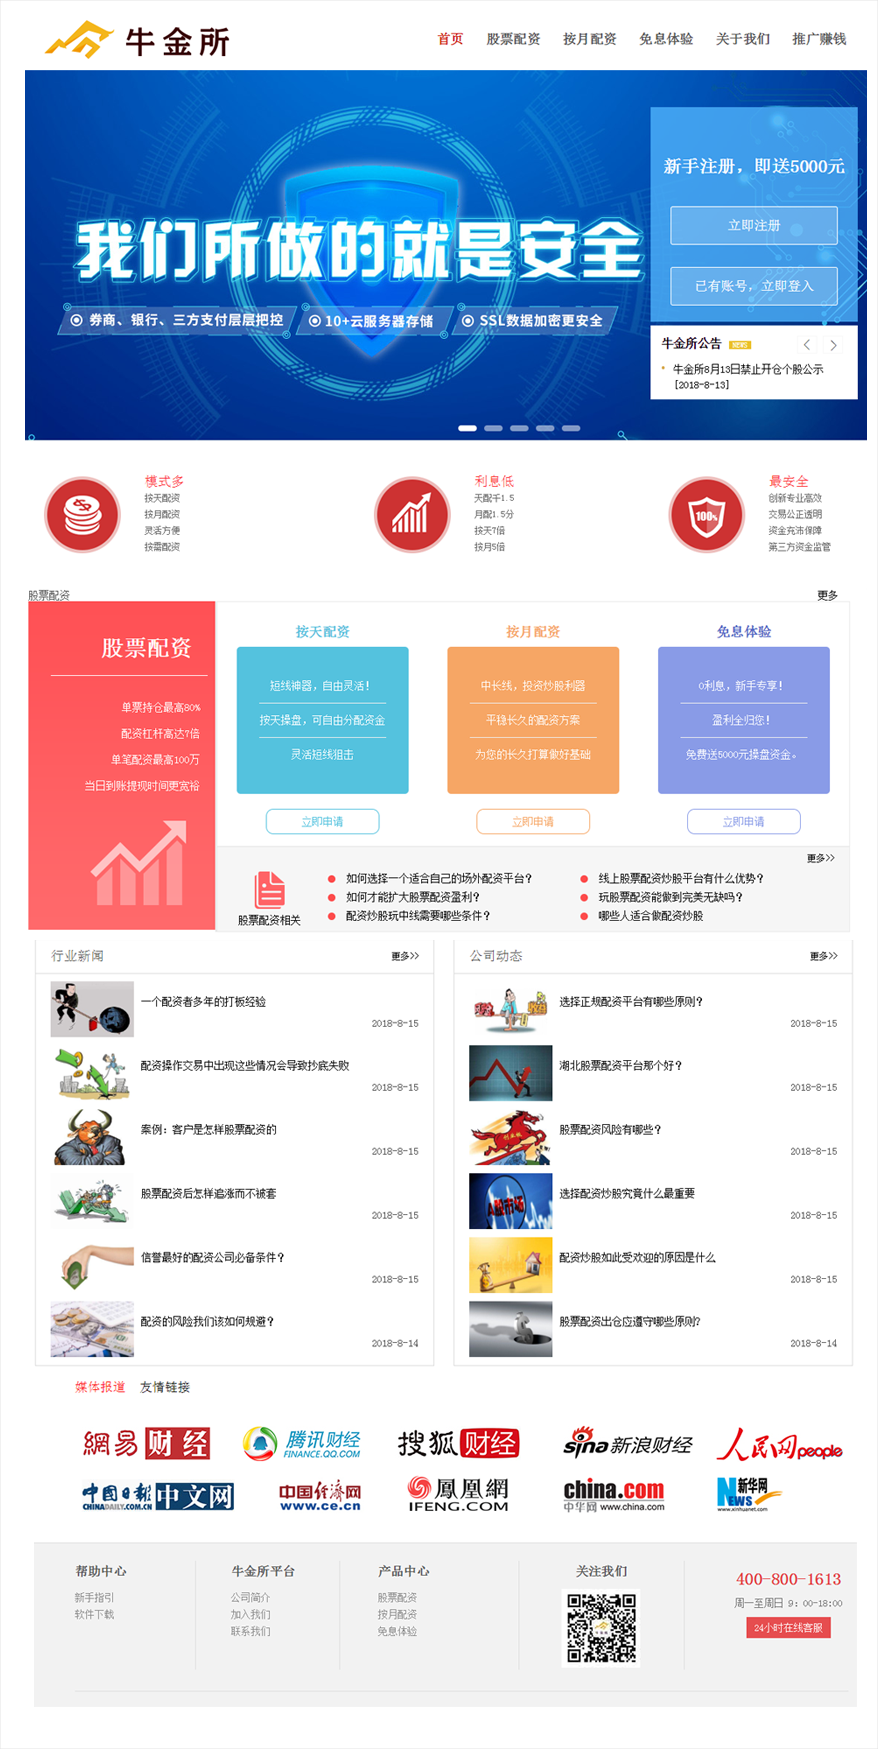 牛金所
首页 股票配资 按月配资 免息体验 关于我们 推广赚钱
新手注册，即送5000元
立即注册
已有账号，立即登入
我们所做的就是安全
券商、银行、三方支付层层把控 10+云服务器存储 SSL数据加密更安全
牛金所公告 NEWS
牛金所8月13日禁止开仓个股公示
[2018-8-13]
模式多
按天配资
按月配资
灵活方便
按需配资
利息低
天配千1.5
月配1.5分
按天7倍
按月5倍
100%
最安全
创新专业高效
交易公正透明
资金充沛保障
第三方资金监管
股票配资 更多
股票配资
单票持仓最高80%
配资杠杆高达7倍
单笔配资最高100万
当日到账提现时间更宽裕
按天配资
短线神器，自由灵活！
按天操盘，可自由分配资金
灵活短线狙击
立即申请
按月配资
中长线，投资炒股利器
平稳长久的配资方案
为您的长久打算做好基础
立即申请
免息体验
0利息，新手专享！
盈利全归您！
免费送5000元操盘资金。
立即申请
更多>>
股票配资相关
如何选择一个适合自己的场外配资平台？
如何才能扩大股票配资盈利？
配资炒股玩中线需要哪些条件？
线上股票配资炒股平台有什么优势？
玩股票配资能做到完美无缺吗？
哪些人适合做配资炒股
行业新闻 更多>>
一个配资者多年的打板经验
2018-8-15
配资操作交易中出现这些情况会导致抄底失败
2018-8-15
案例：客户是怎样股票配资的
2018-8-15
股票配资后怎样追涨而不被套
2018-8-15
信誉最好的配资公司必备条件？
2018-8-15
配资的风险我们该如何规避？
2018-8-14
公司动态 更多>>
选择正规配资平台有哪些原则？
2018-8-15
湖北股票配资平台那个好？
2018-8-15
股票配资风险有哪些？
2018-8-15
A股市场
选择配资炒股究竟什么最重要
2018-8-15
配资炒股如此受欢迎的原因是什么
2018-8-15
股票配资出仓应遵守哪些原则？
2018-8-14
媒体报道 友情链接
網易财经
腾讯财经
FINANCE.QQ.COM
搜狐财经
sina新浪财经
人民网people
中国日报中文网
CHINADAILY.COM.CN
中国经济网
www.ce.cn
鳳凰網
IFENG.COM
china.com
中华网 www.china.com
新华网
NEWS
www.xinhuanet.com
帮助中心
新手指引
软件下载
牛金所平台
公司简介
加入我们
联系我们
产品中心
股票配资
按月配资
免息体验
关注我们
400-800-1613
周一至周日 9：00-18:00
24小时在线客服